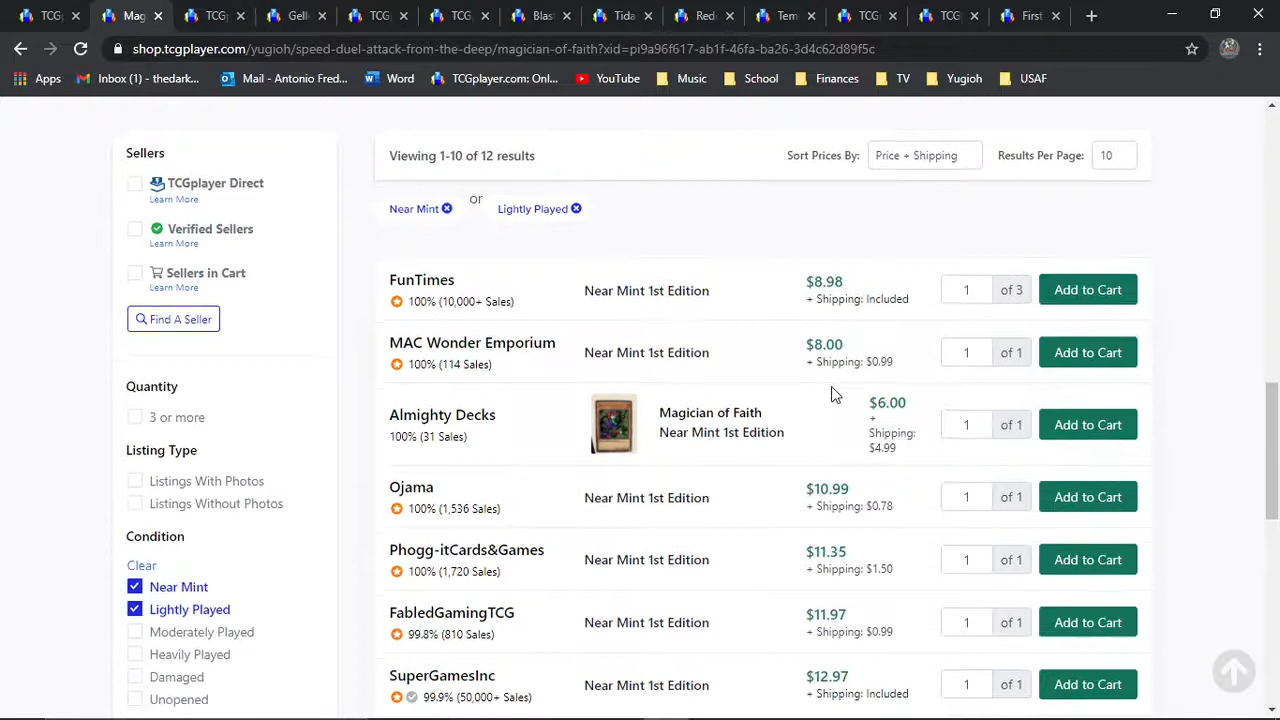 TCG
Mag
TCG
Gell
TCG
TCG
Blas
Tida
Red
Tem
TCG
TCG
First
shop.tcgplayer.com/yugioh/speed-duel-attack-from-the-deep/magician-of-faith?xid=pi9a96f617-ab1f-46fa-ba26-3d4c62d89f5c
Apps
Inbox (1) - thedark...
Mail - Antonio Fred...
Word
TCGplayer.com: Onl...
YouTube
Music
School
Finances
TV
Yugioh
USAF
Sellers
TCGplayer Direct
Learn More
Verified Sellers
Learn More
Sellers in Cart
Learn More
Find A Seller
Quantity
3 or more
Listing Type
Listings With Photos
Listings Without Photos
Condition
Clear
Near Mint
Lightly Played
Moderately Played
Heavily Played
Damaged
Unopened
Viewing 1-10 of 12 results
Sort Prices By: Price + Shipping
Results Per Page: 10
Near Mint or Lightly Played
FunTimes
100% (10,000+ Sales)
Near Mint 1st Edition
$8.98
+ Shipping: Included
1 of 3
Add to Cart
MAC Wonder Emporium
100% (114 Sales)
Near Mint 1st Edition
$8.00
+ Shipping: $0.99
1 of 1
Add to Cart
Almighty Decks
100% (31 Sales)
Magician of Faith
Near Mint 1st Edition
$6.00
+
Shipping:
$4.99
1 of 1
Add to Cart
Ojama
100% (1,536 Sales)
Near Mint 1st Edition
$10.99
+ Shipping: $0.78
1 of 1
Add to Cart
Phogg-itCards&Games
100% (1,720 Sales)
Near Mint 1st Edition
$11.35
+ Shipping: $1.50
1 of 1
Add to Cart
FabledGamingTCG
99.8% (810 Sales)
Near Mint 1st Edition
$11.97
+ Shipping: $0.99
1 of 1
Add to Cart
SuperGamesInc
99.9% (50,000+ Sales)
Near Mint 1st Edition
$12.97
+ Shipping: Included
1 of 1
Add to Cart